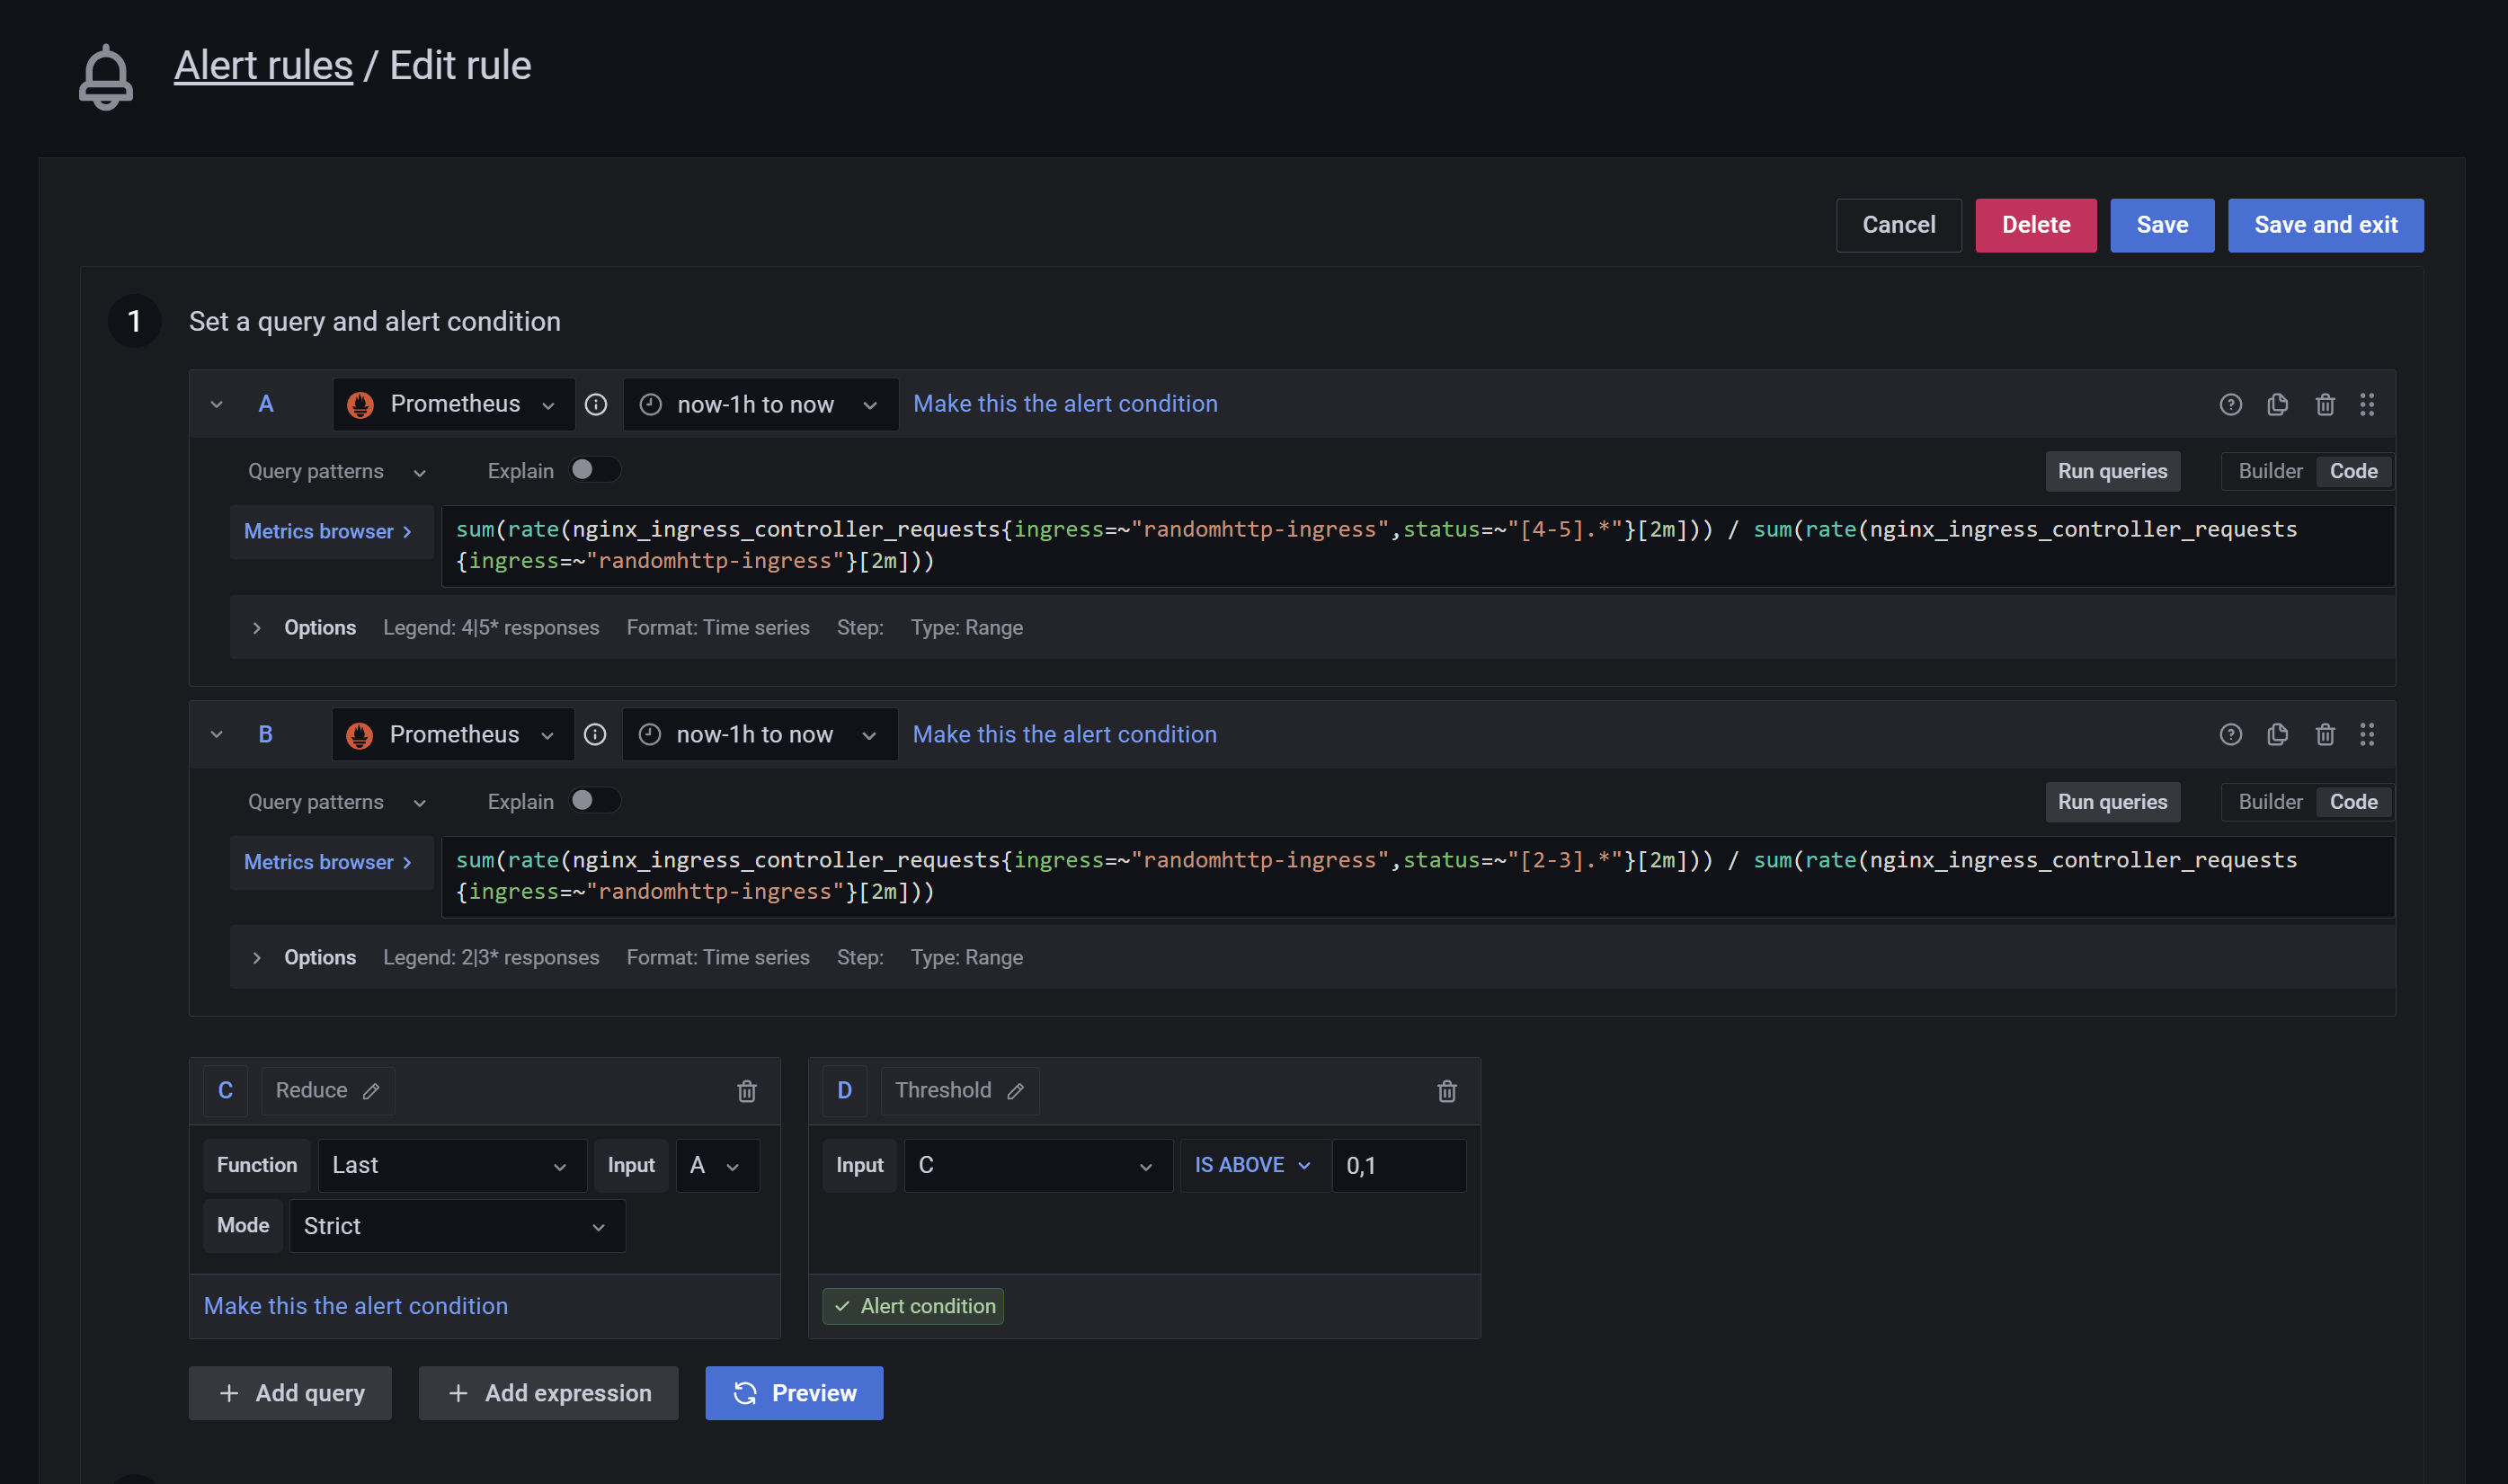 Alert rules / Edit rule
Cancel Delete Save Save and exit
1 Set a query and alert condition
A Prometheus now-1h to now Make this the alert condition
Query patterns Explain Run queries Builder Code
Metrics browser > sum(rate(nginx_ingress_controller_requests{ingress=~"randomhttp-ingress",status=~"[4-5].*"}[2m])) / sum(rate(nginx_ingress_controller_requests
{ingress=~"randomhttp-ingress"}[2m]))
> Options Legend: 4|5* responses Format: Time series Step: Type: Range
B Prometheus now-1h to now Make this the alert condition
Query patterns Explain Run queries Builder Code
Metrics browser > sum(rate(nginx_ingress_controller_requests{ingress=~"randomhttp-ingress",status=~"[2-3].*"}[2m])) / sum(rate(nginx_ingress_controller_requests
{ingress=~"randomhttp-ingress"}[2m]))
> Options Legend: 2|3* responses Format: Time series Step: Type: Range
C Reduce
Function Last Input A
Mode Strict
Make this the alert condition
D Threshold
Input C IS ABOVE 0,1
Alert condition
+ Add query + Add expression Preview